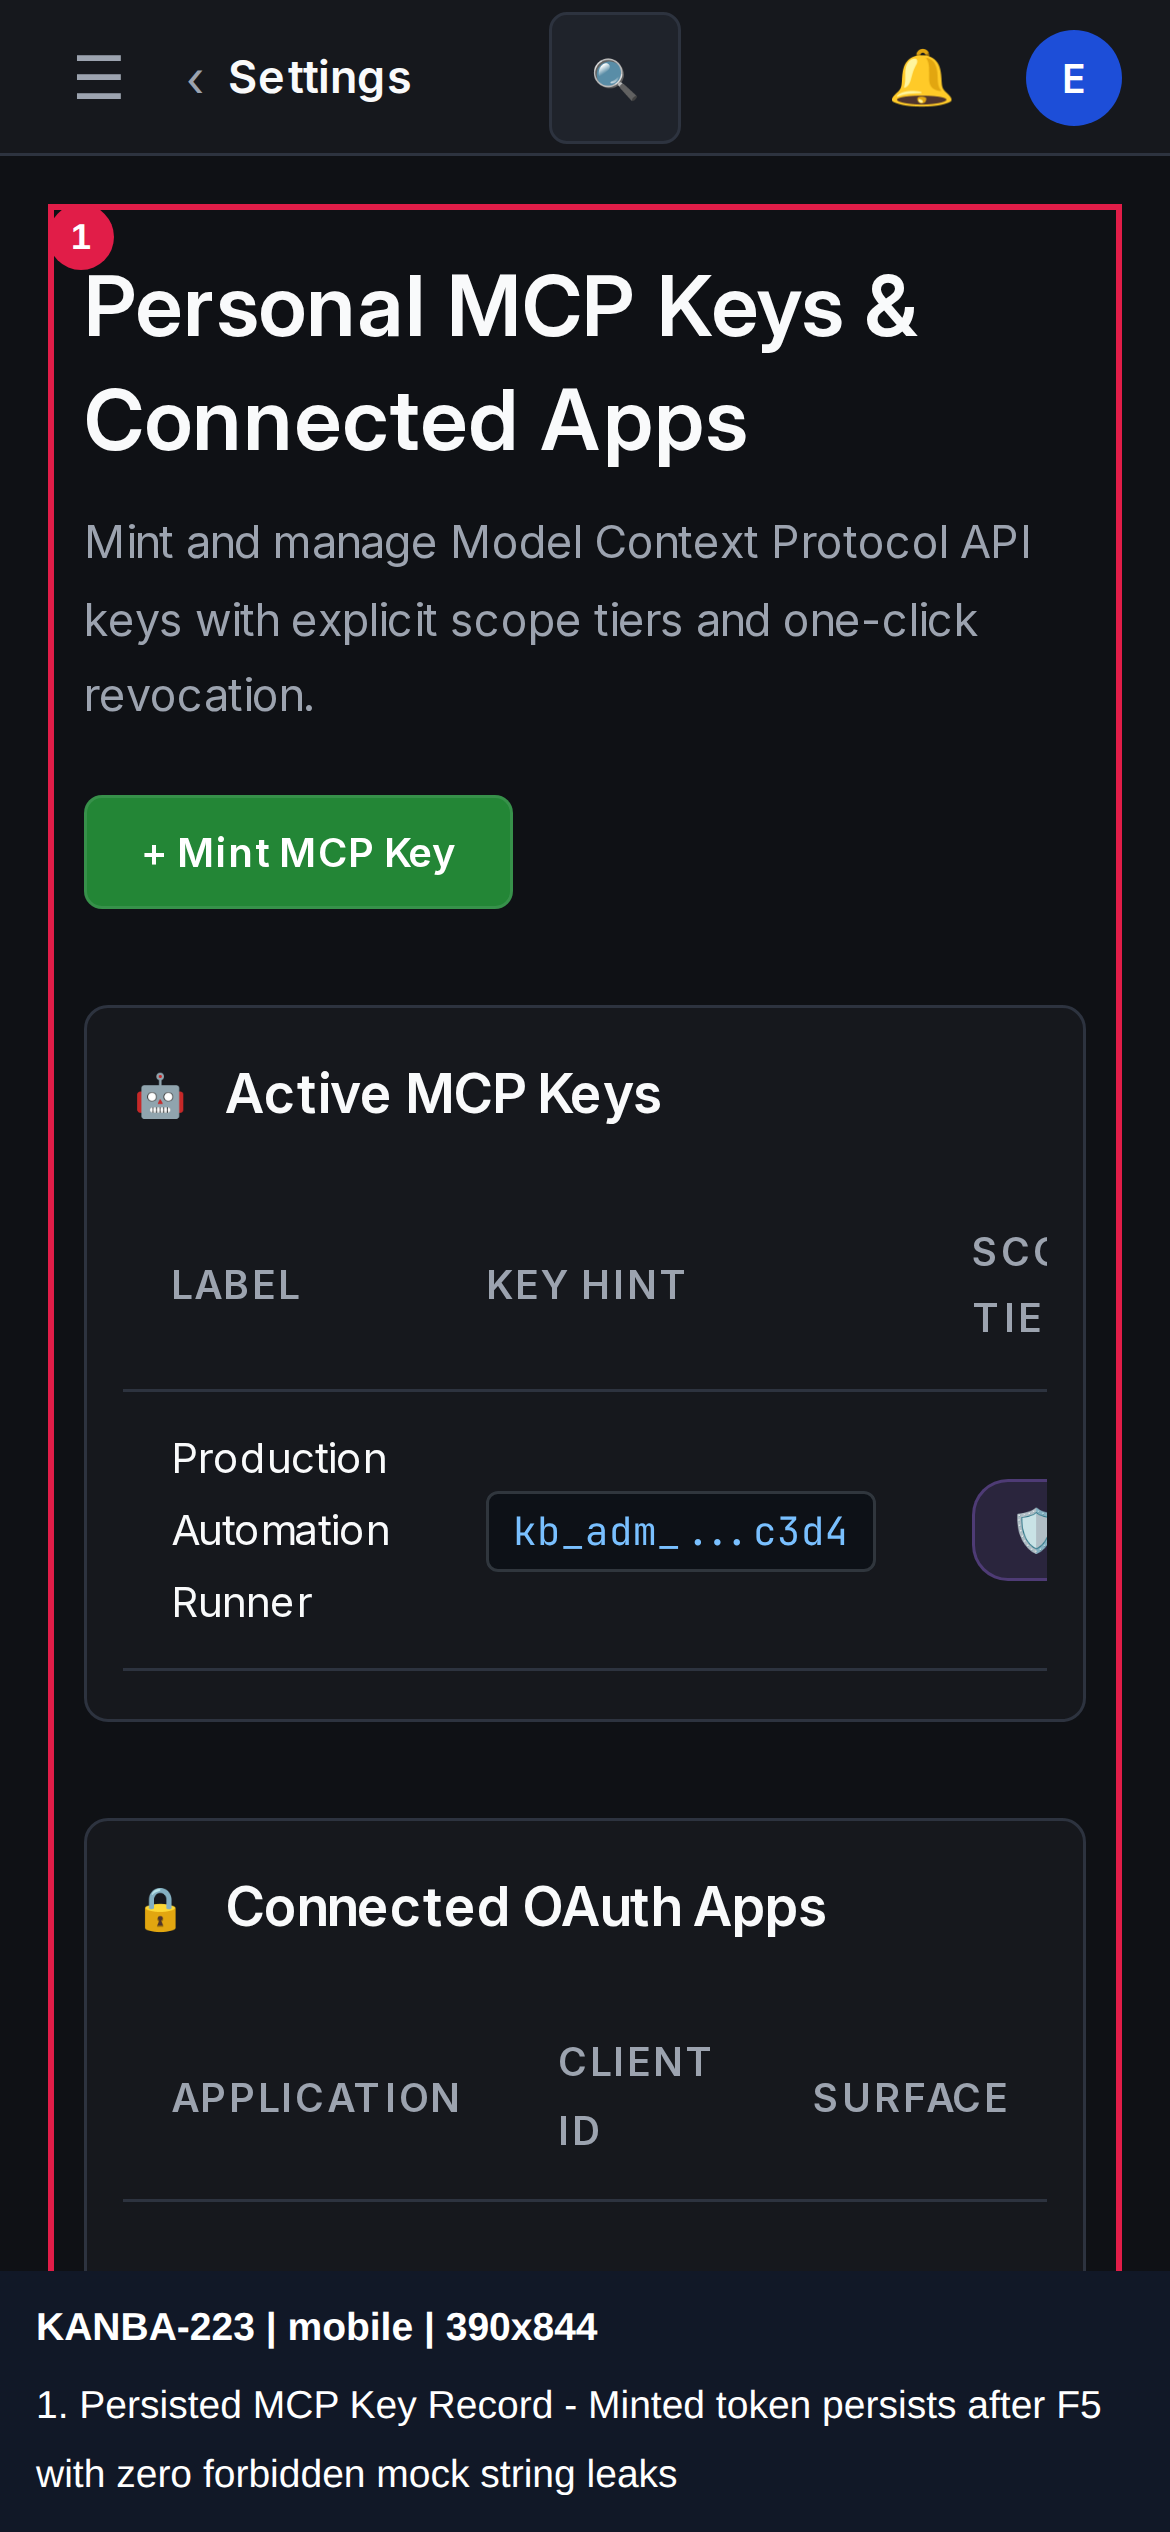 ‹ Settings
E
1
Personal MCP Keys &
Connected Apps
Mint and manage Model Context Protocol API
keys with explicit scope tiers and one-click
revocation.
+ Mint MCP Key
Active MCP Keys
LABEL
KEY HINT
Production
Automation
Runner
kb_adm_...c3d4
Connected OAuth Apps
APPLICATION
CLIENT
ID
SURFACE
KANBA-223 | mobile | 390x844
1. Persisted MCP Key Record - Minted token persists after F5
with zero forbidden mock string leaks